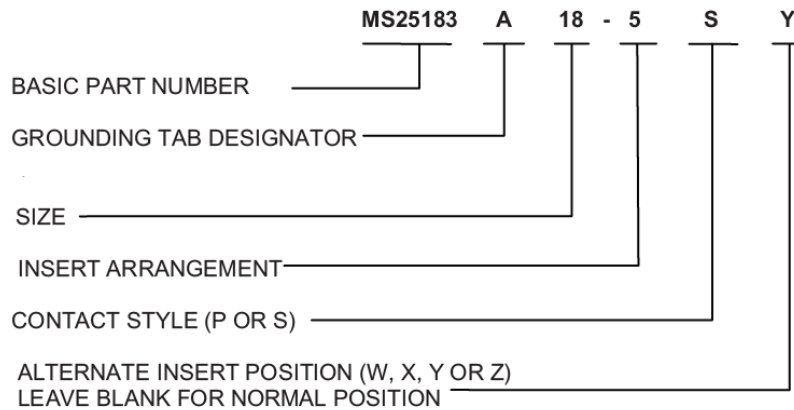 MS25183 A 18 - 5 S Y
BASIC PART NUMBER
GROUNDING TAB DESIGNATOR
SIZE
INSERT ARRANGEMENT
CONTACT STYLE (P OR S)
ALTERNATE INSERT POSITION (W, X, Y OR Z)
LEAVE BLANK FOR NORMAL POSITION